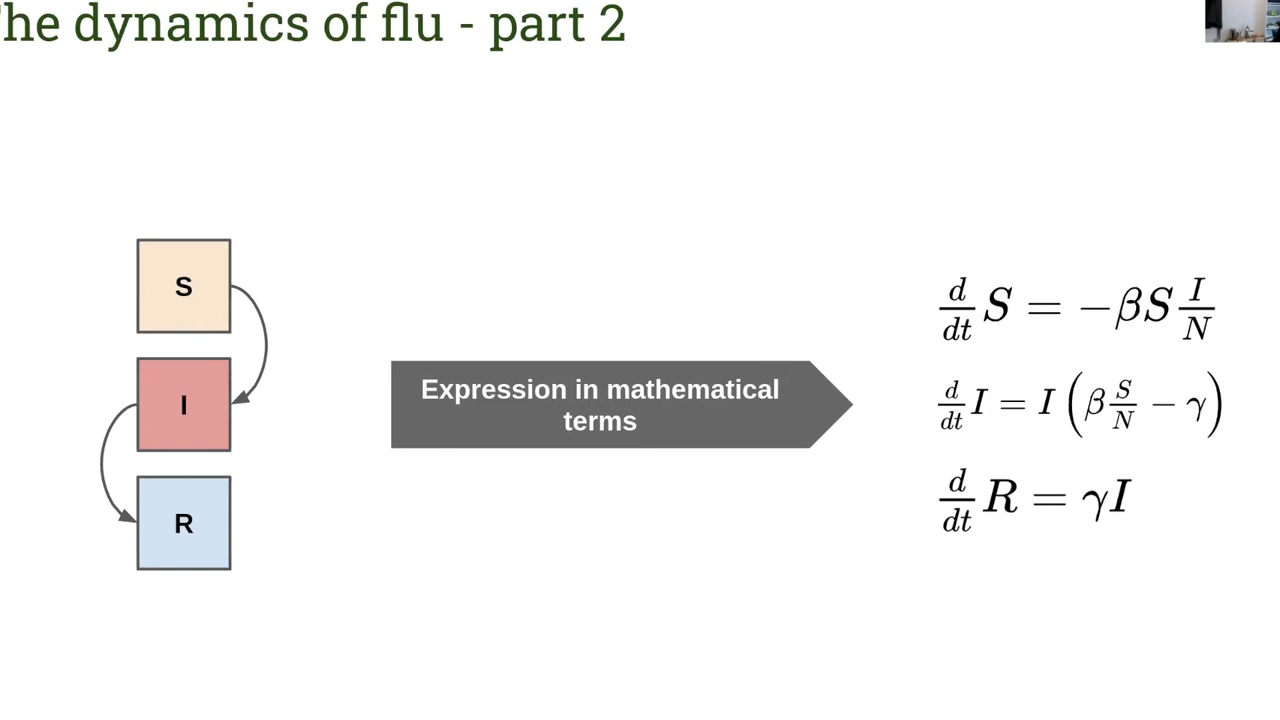 he dynamics of flu - part 2
S
I
R
Expression in mathematical
terms
d/dt S = −βS I/N
d/dt I = I (β S/N − γ)
d/dt R = γI